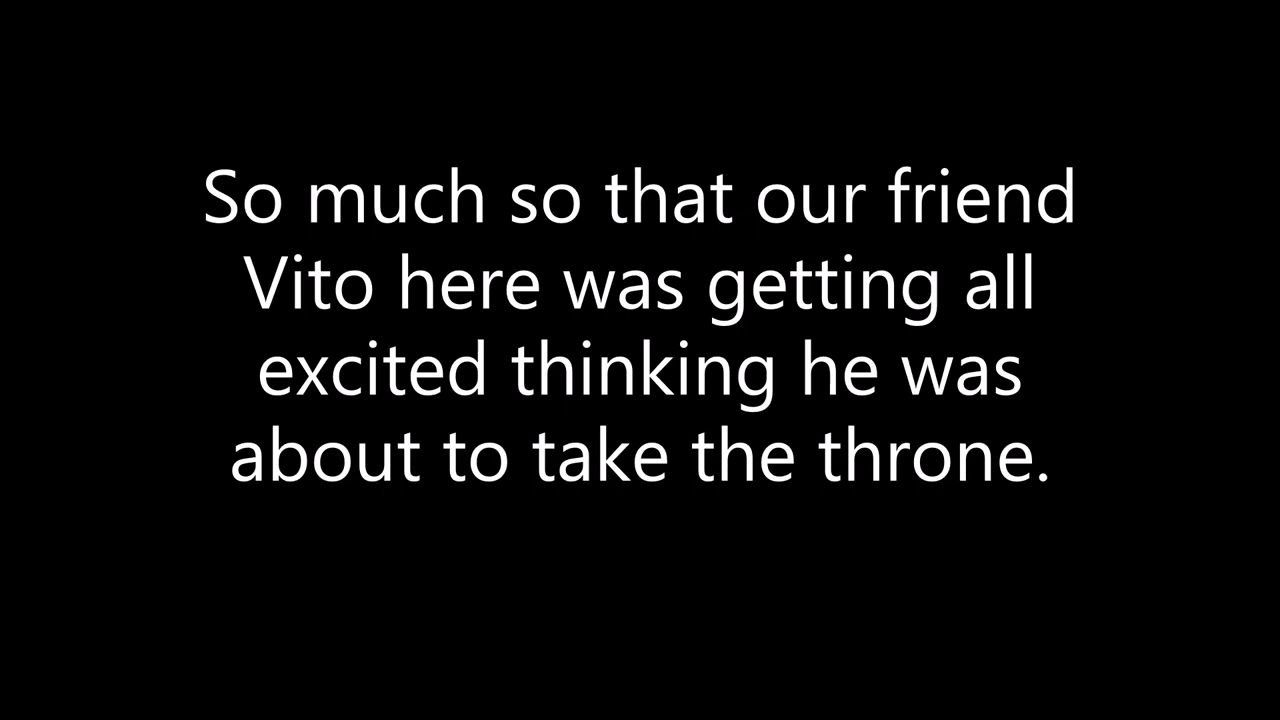 So much so that our friend
Vito here was getting all
excited thinking he was
about to take the throne.